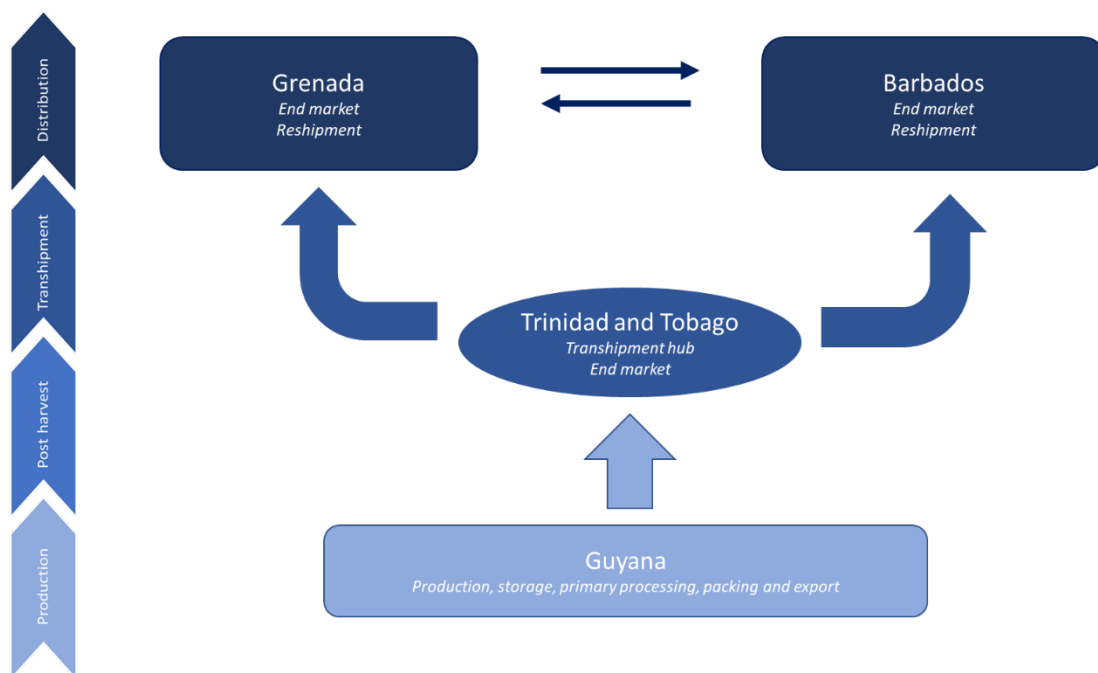 Distribution
Transhipment
Post harvest
Production
Grenada
End market
Reshipment
Barbados
End market
Reshipment
Trinidad and Tobago
Transhipment hub
End market
Guyana
Production, storage, primary processing, packing and export